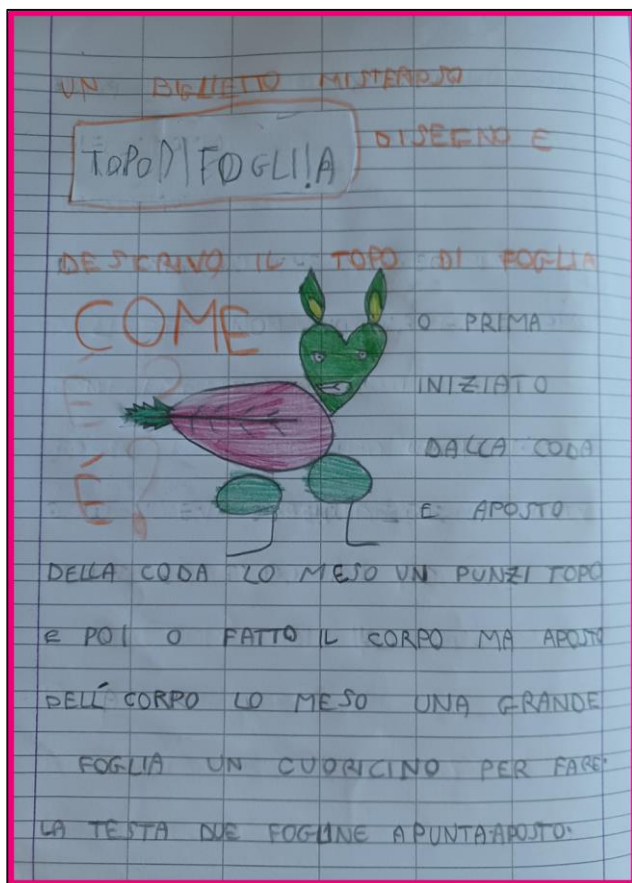 UN BIGLIETTO MISTERIOSO
TOPO DI FOGLI!A DISEGNO E
DESCRIVO IL TOPO DI FOGLIA
COME O PRIMA
INIZIATO
DALLA CODA
È? E APOSTO
DELLA CODA LO MESO UN PUNZI TOPO
E POI O FATTO IL CORPO MA APOSTO
DELL' CORPO LO MESO UNA GRANDE
FOGLIA UN CUORICINO PER FARE
LA TESTA DUE FOGLINE APUNTA APOSTO.